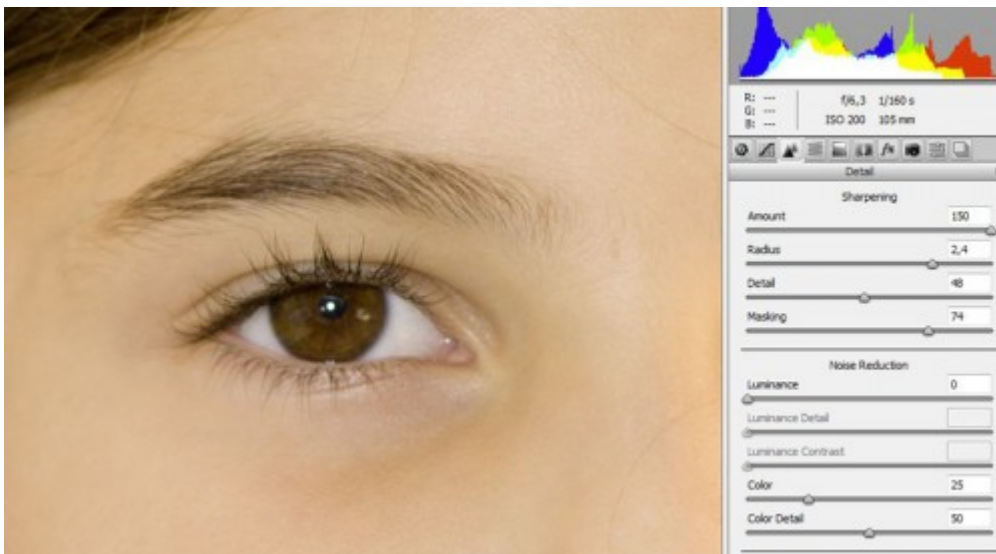 R: --- f/6,3 1/160 s
G: ---
B: --- ISO 200 105 mm
Detail
Sharpening
Amount 150
Radius 2,4
Detail 48
Masking 74
Noise Reduction
Luminance 0
Luminance Detail
Luminance Contrast
Color 25
Color Detail 50